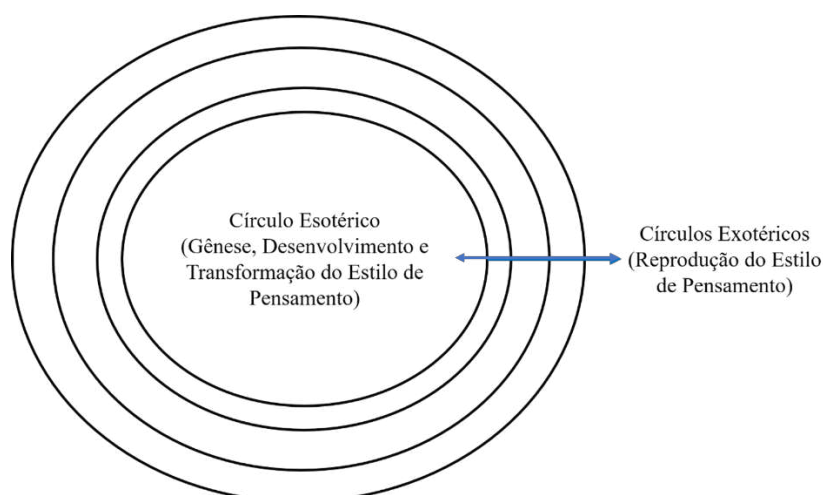 Círculo Esotérico
(Gênese, Desenvolvimento e
Transformação do Estilo de
Pensamento)
Círculos Exotéricos
(Reprodução do Estilo
de Pensamento)